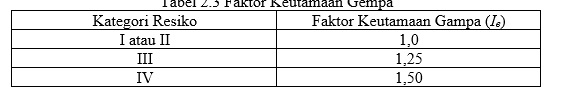 Tabel 2.3 Faktor Keutamaan Gempa
Kategori Resiko Faktor Keutamaan Gampa (Ie)
I atau II 1,0
III 1,25
IV 1,50